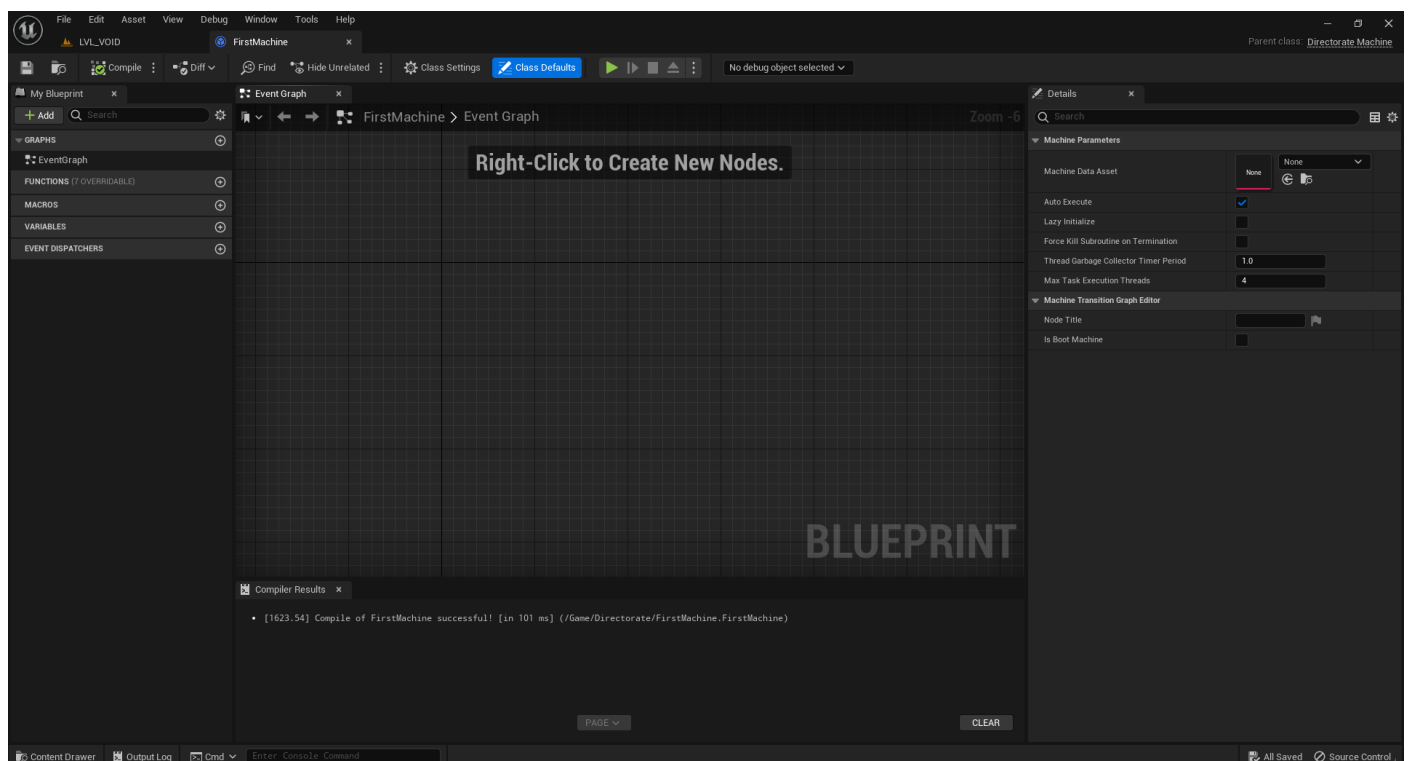 File Edit Asset View Debug Window Tools Help
LVL_VOID FirstMachine Parent class: Directorate Machine
Compile Diff Find Hide Unrelated Class Settings Class Defaults No debug object selected
My Blueprint Event Graph Details
+ Add Search FirstMachine > Event Graph Zoom -6 Search
GRAPHS
EventGraph
FUNCTIONS (7 OVERRIDABLE)
MACROS
VARIABLES
EVENT DISPATCHERS
Right-Click to Create New Nodes.
BLUEPRINT
Machine Parameters
Machine Data Asset None None
Auto Execute
Lazy Initialize
Force Kill Subroutine on Termination
Thread Garbage Collector Timer Period 1.0
Max Task Execution Threads 4
Machine Transition Graph Editor
Node Title
Is Boot Machine
Compiler Results
• [1623.54] Compile of FirstMachine successful! [in 101 ms] (/Game/Directorate/FirstMachine.FirstMachine)
PAGE CLEAR
Content Drawer Output Log Cmd Enter Console Command All Saved Source Control